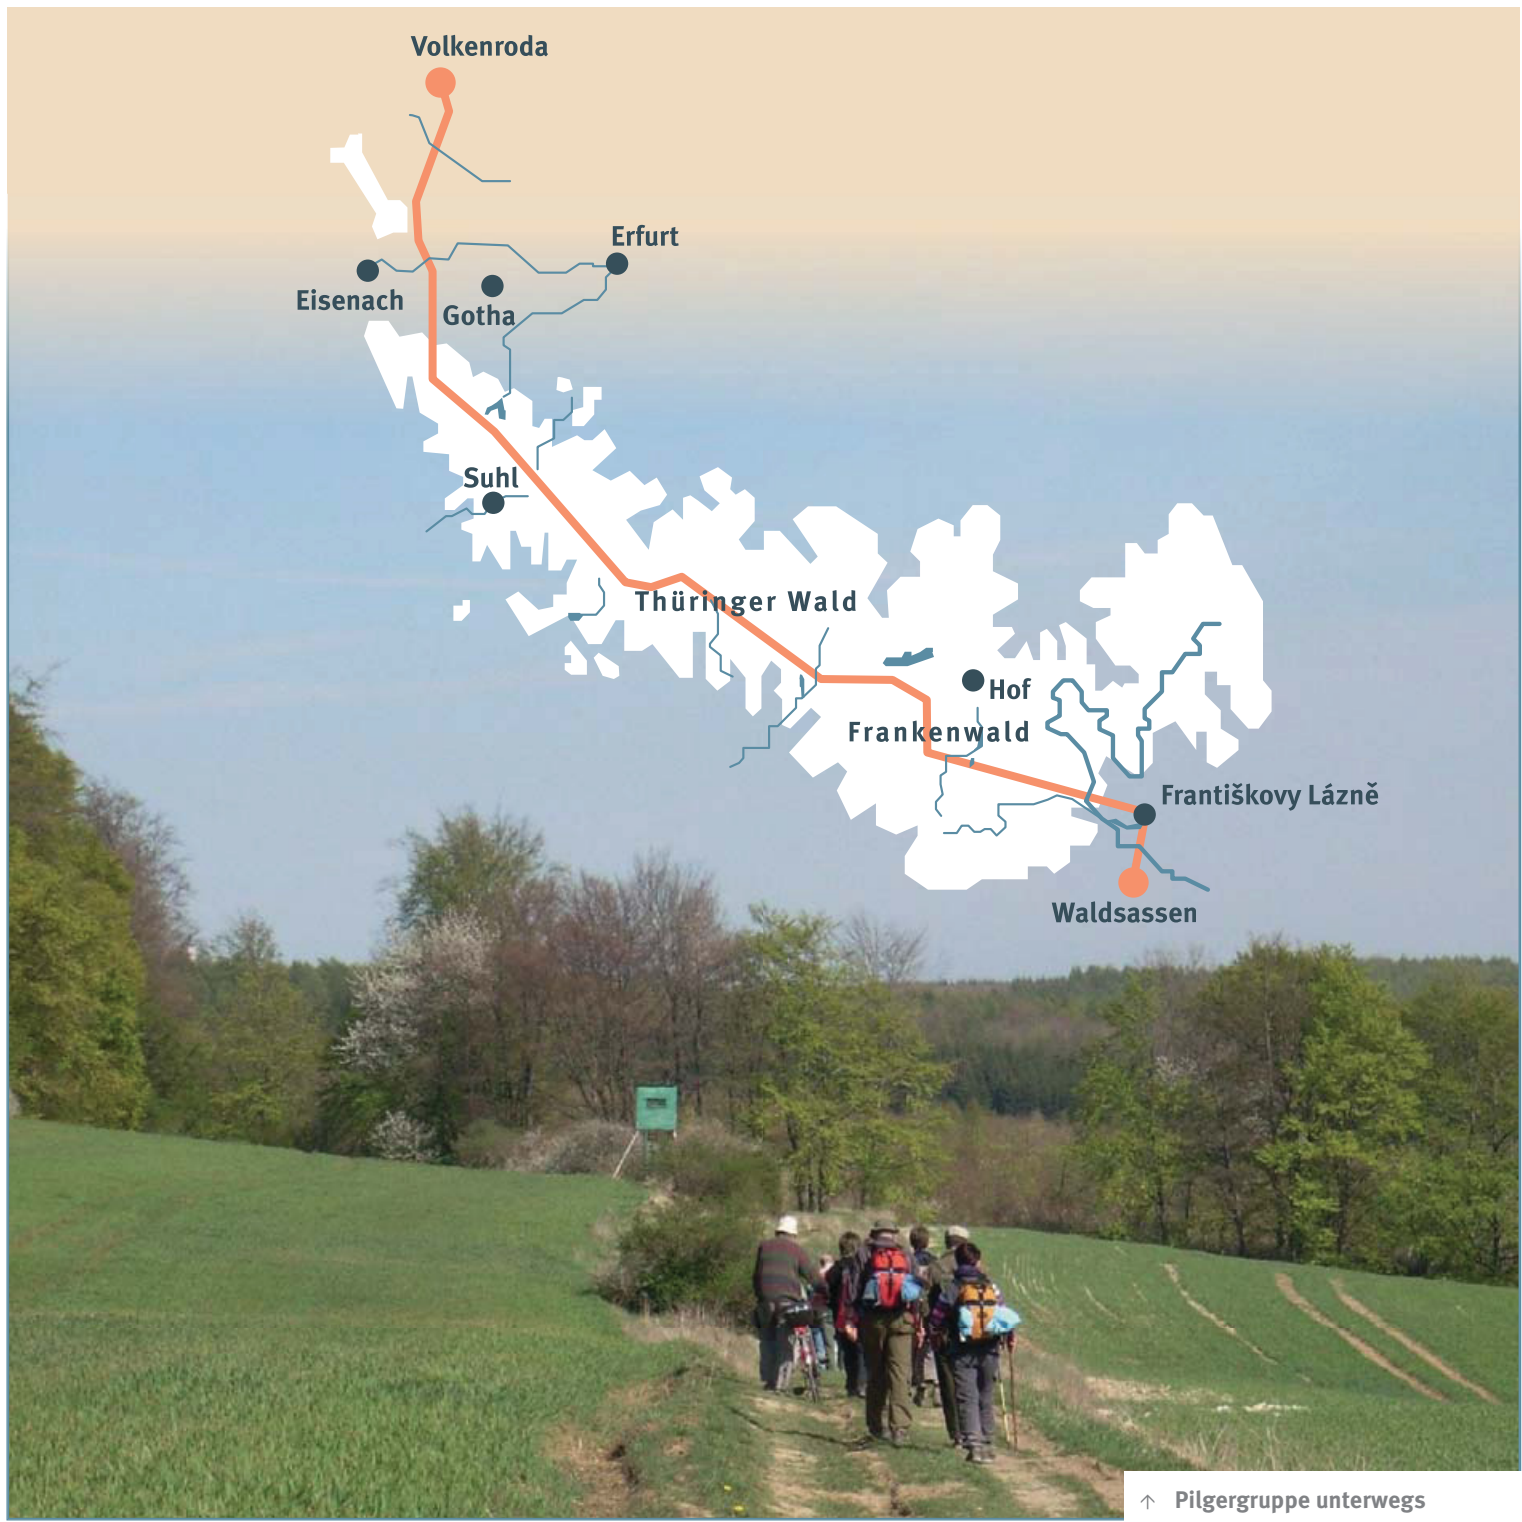 Volkenroda
Erfurt
Eisenach
Gotha
Suhl
Thüringer Wald
Hof
Frankenwald
Františkovy Lázně
Waldsassen
↑ Pilgergruppe unterwegs